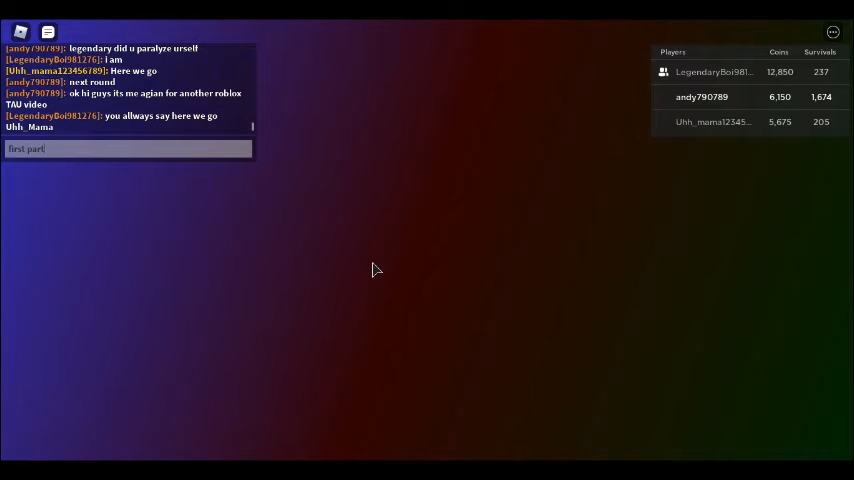 [andy790789]: legendary did u paralyze urself
[LegendaryBoi981276]: i am
[Uhh_mama123456789]: Here we go
[andy790789]: next round
[andy790789]: ok hi guys its me agian for another roblox
TAU video
[LegendaryBoi981276]: you allways say here we go
Uhh_Mama
first part
Players Coins Survivals
LegendaryBoi981... 12,850 237
andy790789 6,150 1,674
Uhh_mama12345... 5,675 205